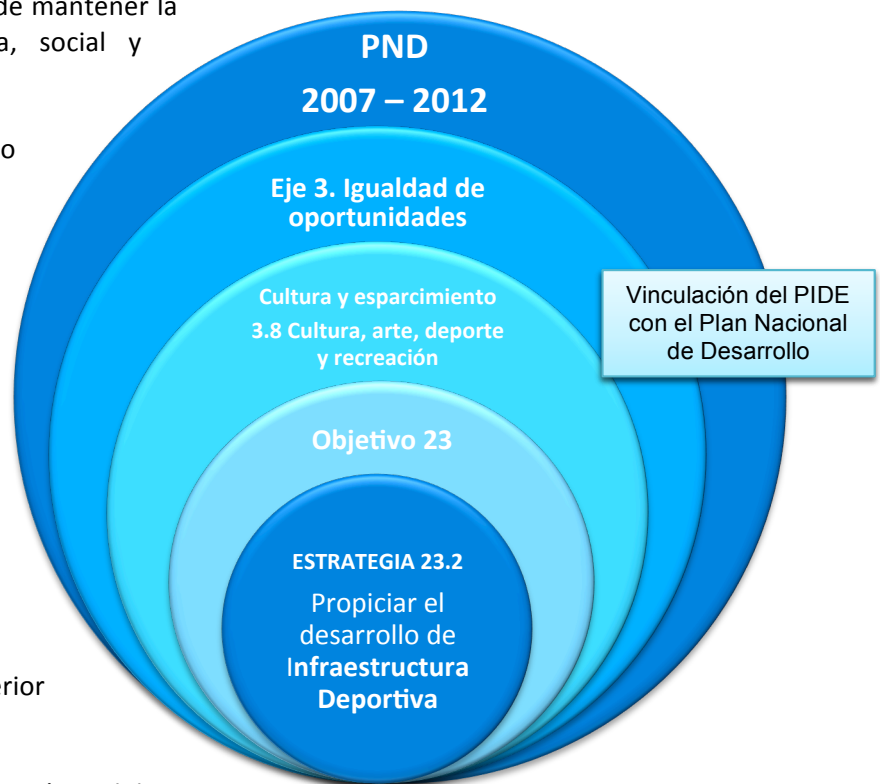 de mantener la
a, social y
PND
2007 – 2012
o
Eje 3. Igualdad de
oportunidades
Cultura y esparcimiento
3.8 Cultura, arte, deporte
y recreación
Vinculación del PIDE
con el Plan Nacional
de Desarrollo
Objetivo 23
ESTRATEGIA 23.2
Propiciar el
desarrollo de
Infraestructura
Deportiva
erior